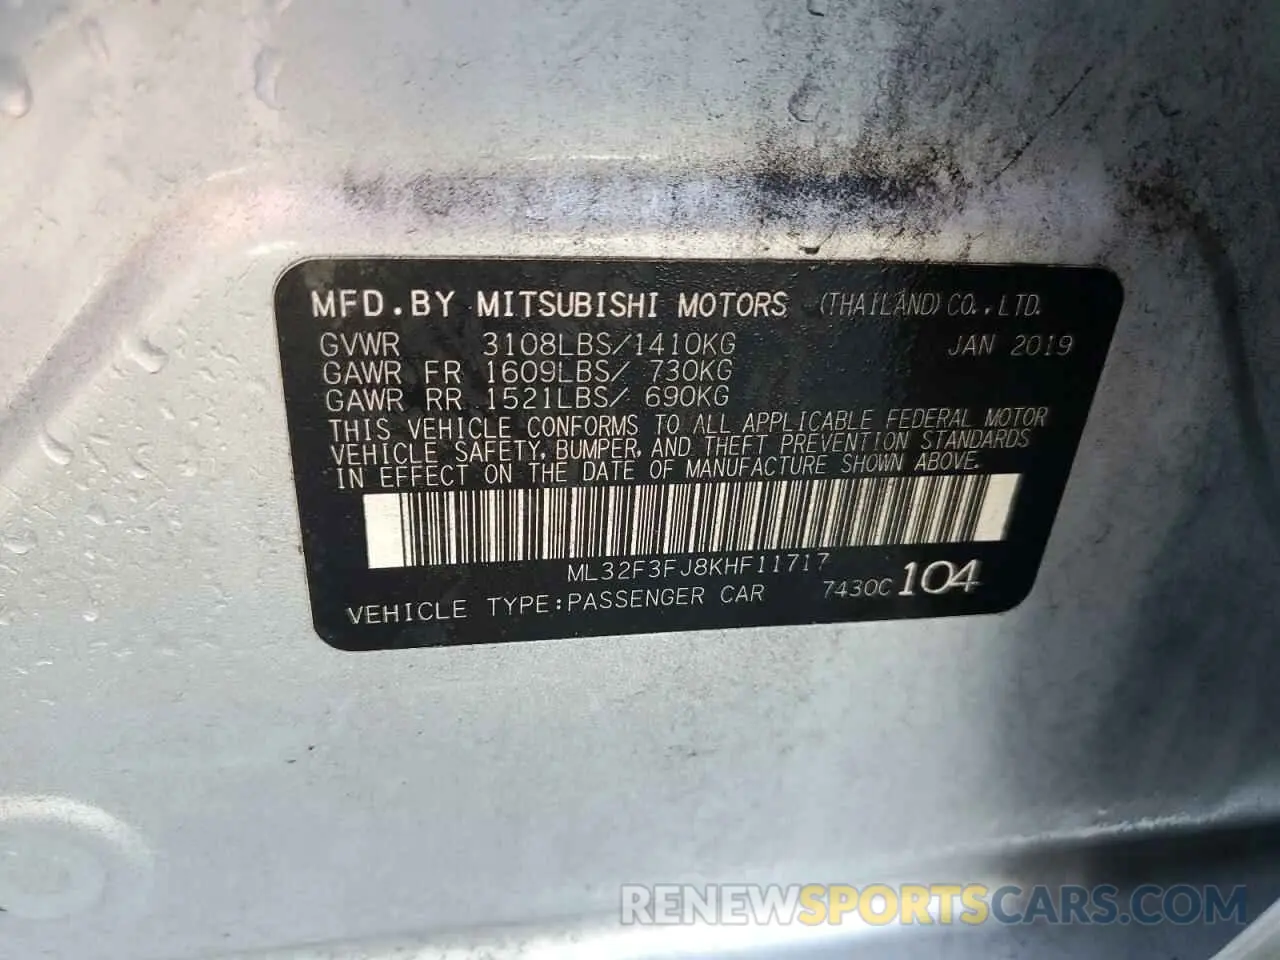 MFD.BY MITSUBISHI MOTORS (THAILAND) CO.,LTD.
GVWR 3108LBS/1410KG JAN 2019
GAWR FR 1609LBS/ 730KG
GAWR RR 1521LBS/ 690KG
THIS VEHICLE CONFORMS TO ALL APPLICABLE FEDERAL MOTOR
VEHICLE SAFETY, BUMPER, AND THEFT PREVENTION STANDARDS
IN EFFECT ON THE DATE OF MANUFACTURE SHOWN ABOVE.
ML32F3FJ8KHF11717
VEHICLE TYPE:PASSENGER CAR 7430C 104
RENEWSPORTSCARS.COM